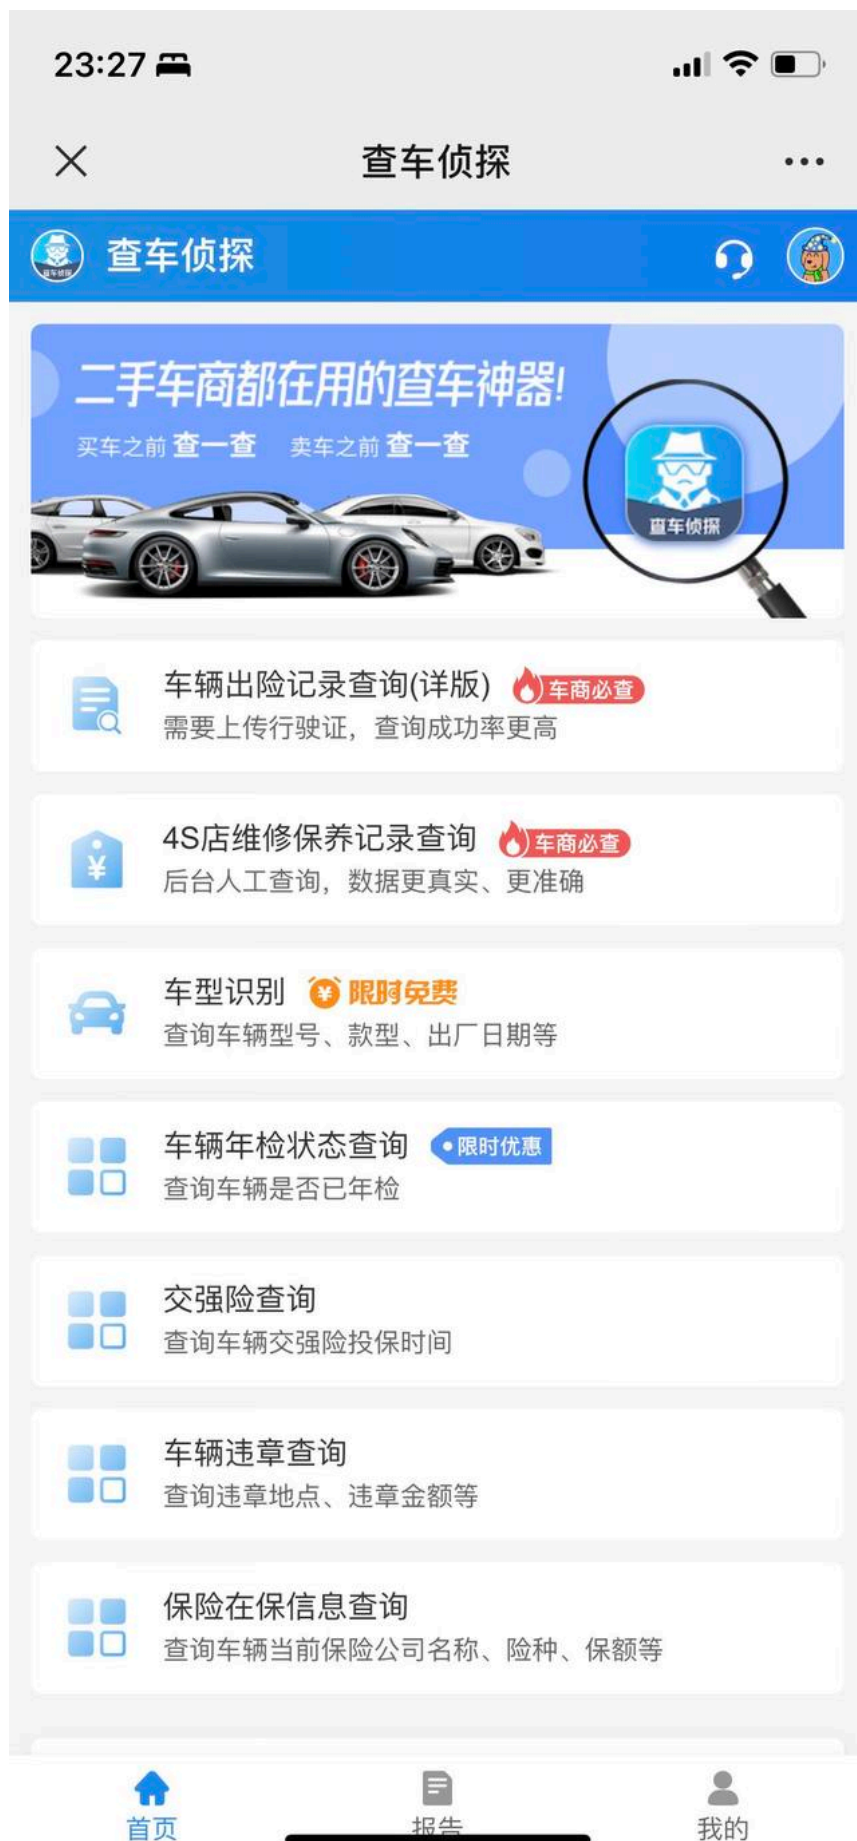 23:27
查车侦探
查车侦探
查车侦探
二手车商都在用的查车神器!
买车之前 查一查 卖车之前 查一查
查车侦探
车辆出险记录查询(详版) 车商必查
需要上传行驶证，查询成功率更高
4S店维修保养记录查询 车商必查
后台人工查询，数据更真实、更准确
车型识别 限时免费
查询车辆型号、款型、出厂日期等
车辆年检状态查询 限时优惠
查询车辆是否已年检
交强险查询
查询车辆交强险投保时间
车辆违章查询
查询违章地点、违章金额等
保险在保信息查询
查询车辆当前保险公司名称、险种、保额等
首页 报告 我的